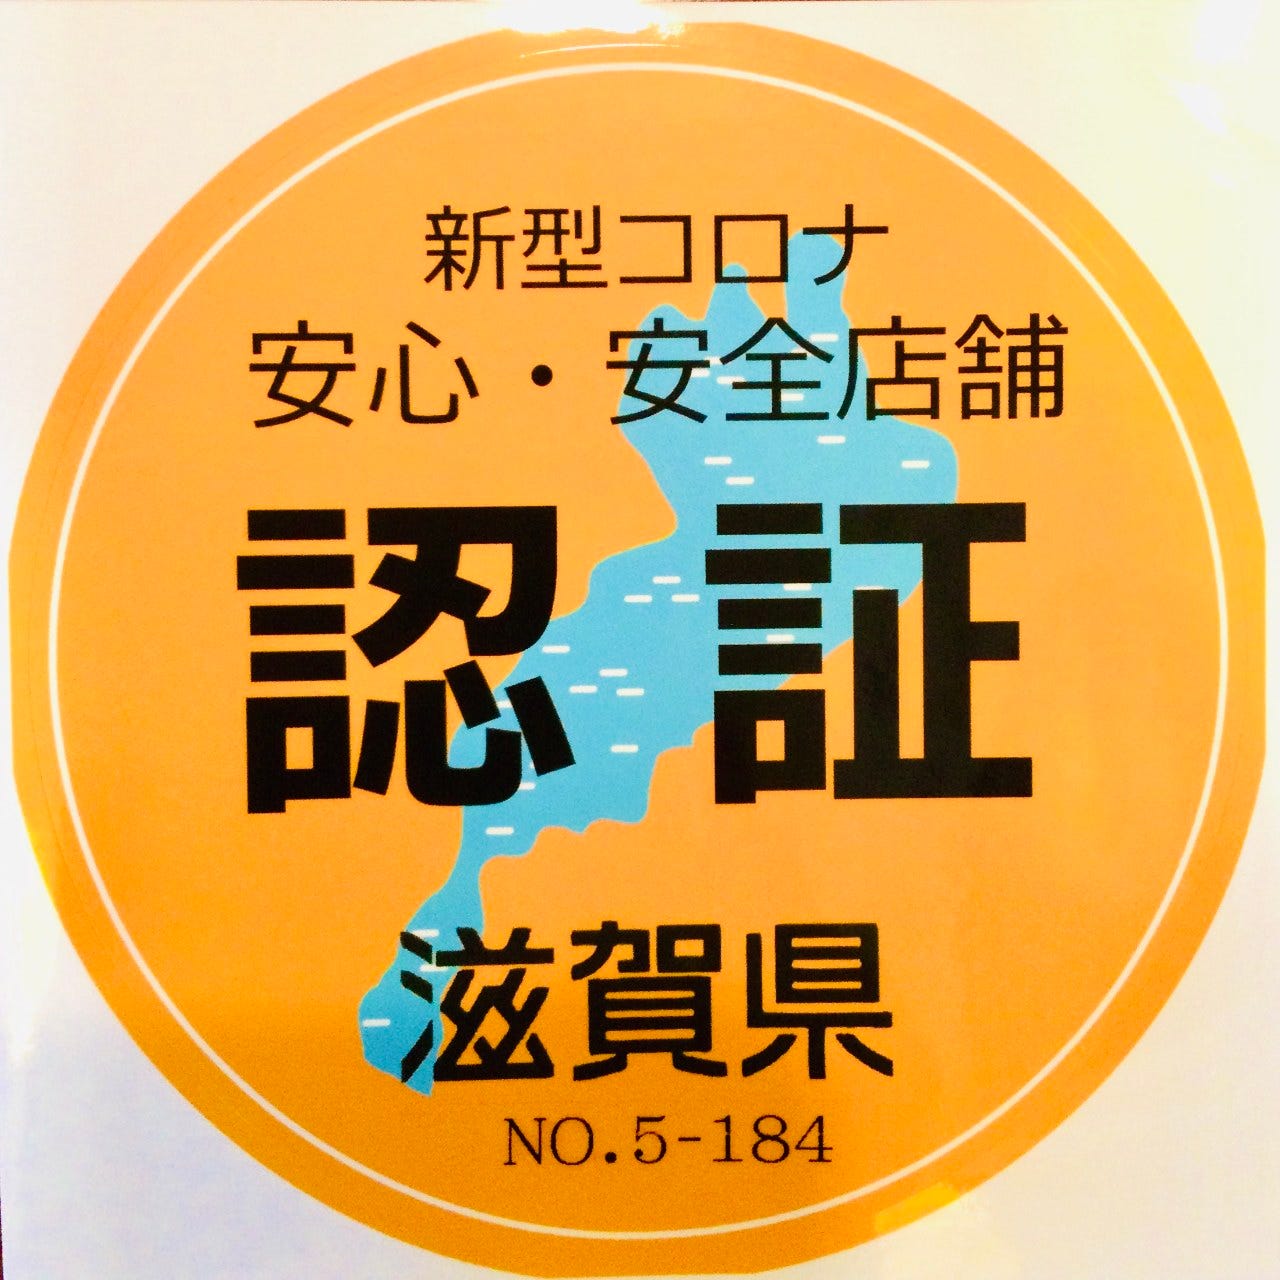 新型コロナ
安心・安全店舗
認証
滋賀県
NO.5-184